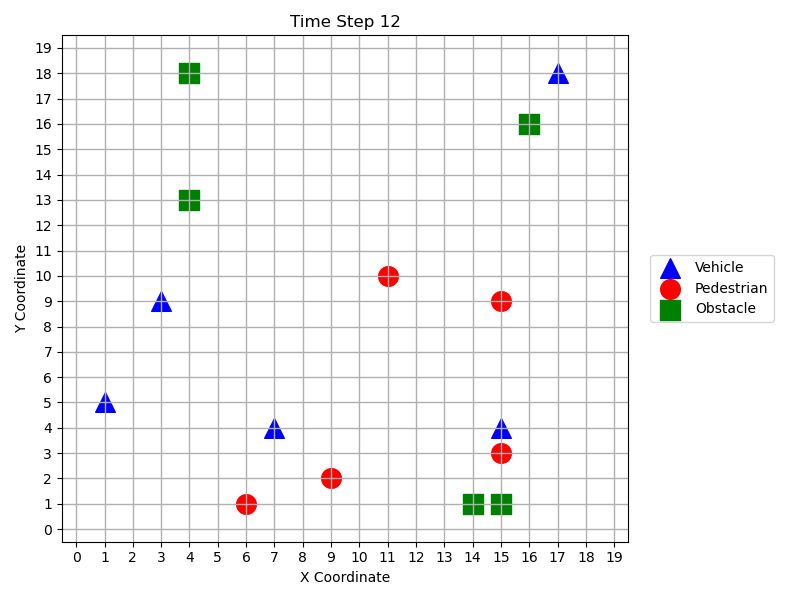 Time Step 12
Y Coordinate
19
18
17
16
15
14
13
12
11
10
9
8
7
6
5
4
3
2
1
0
0 1 2 3 4 5 6 7 8 9 10 11 12 13 14 15 16 17 18 19
X Coordinate
Vehicle
Pedestrian
Obstacle